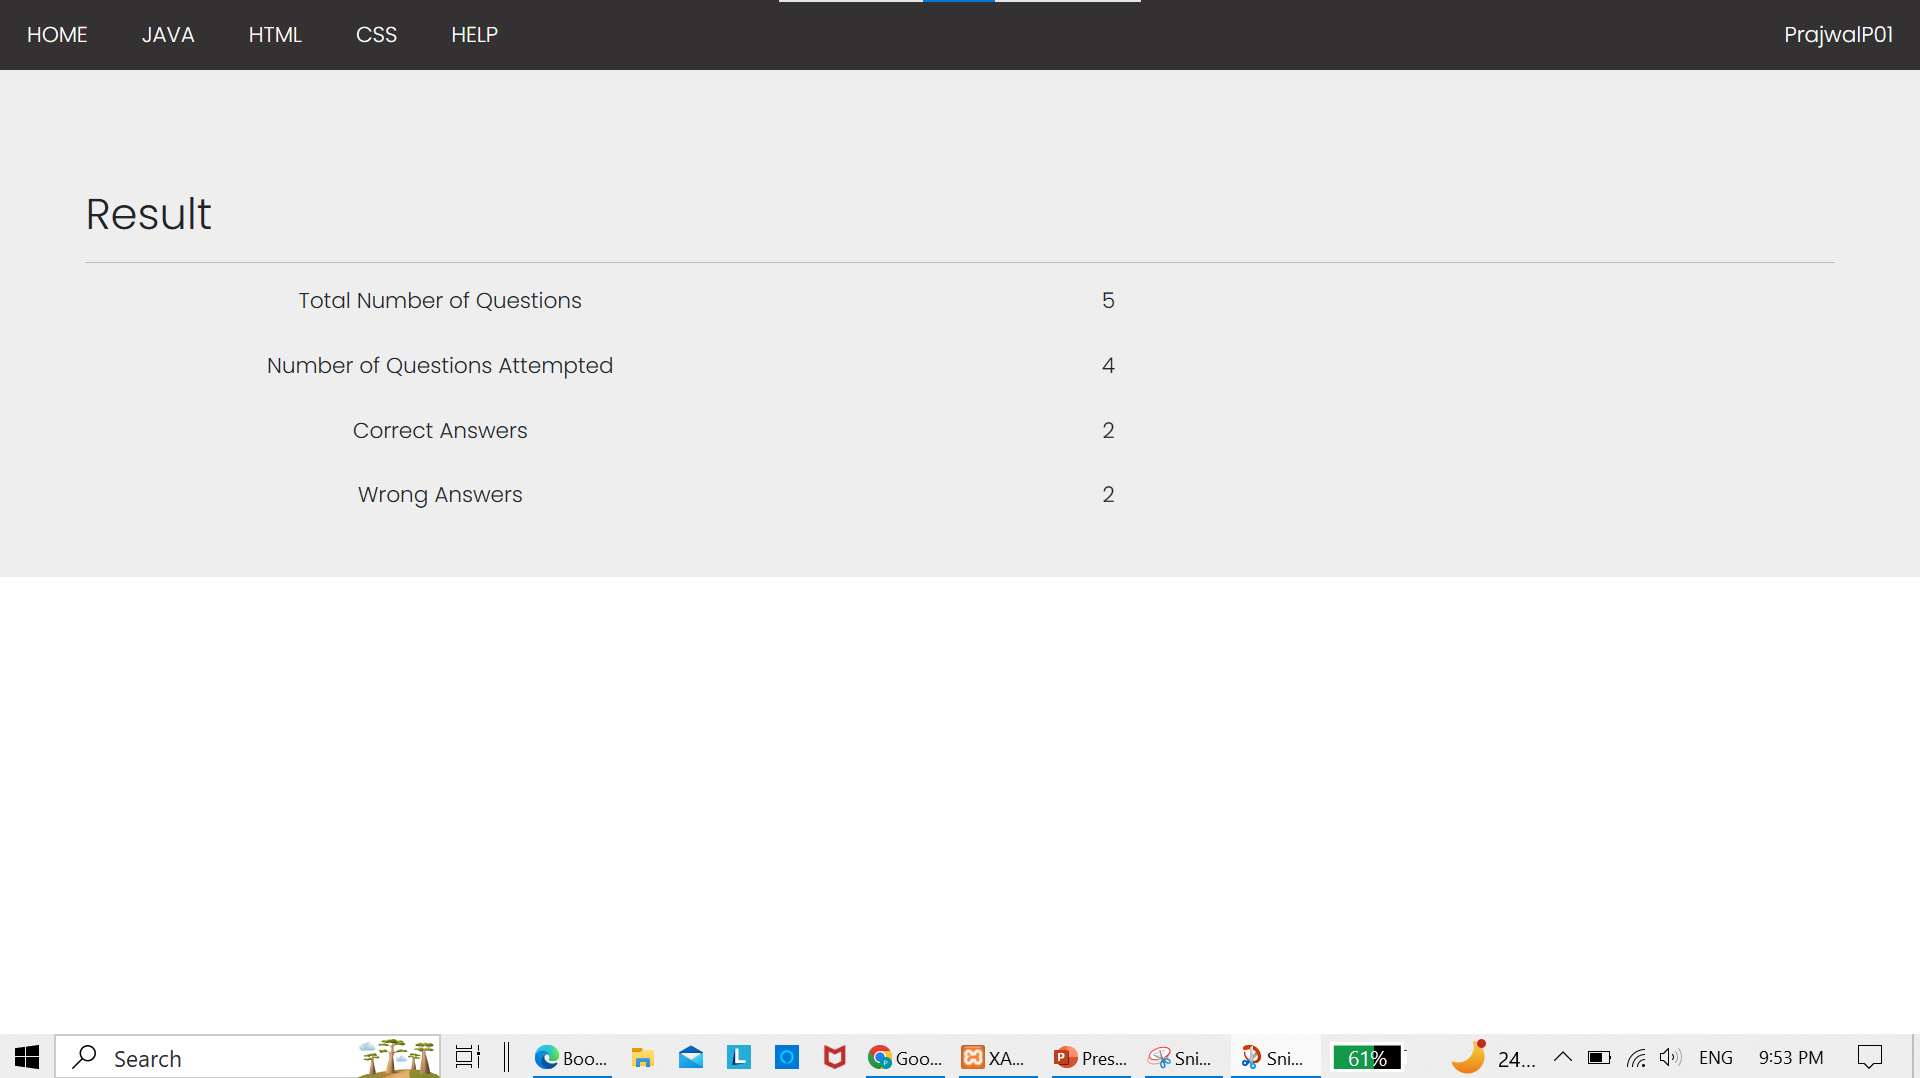 HOME JAVA HTML CSS HELP PrajwalP01
Result
Total Number of Questions 5
Number of Questions Attempted 4
Correct Answers 2
Wrong Answers 2
Search Boo... L Goo... XA... P Pres... Sni... Sni... 61% 24... ENG 9:53 PM